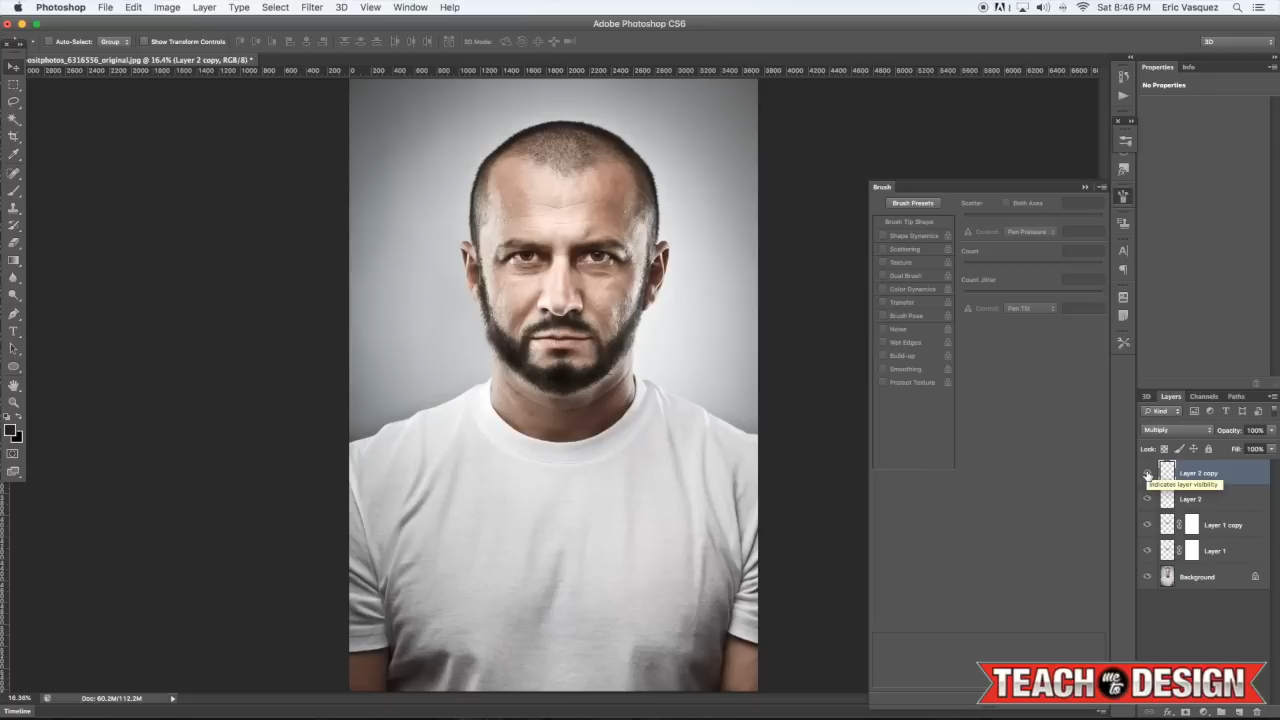 Photoshop File Edit Image Layer Type Select Filter 3D View Window Help Sat 8:46 PM Eric Vasquez
Adobe Photoshop CS6
Auto-Select: Group Show Transform Controls 3D Mode: 3D
ositphotos_6316556_original.jpg @ 16.4% (Layer 2 copy, RGB/8) *
Properties Info
No Properties
Brush
Brush Presets Scatter Both Axes
Brush Tip Shape
Shape Dynamics Control: Pen Pressure
Scattering Count
Texture
Dual Brush Count Jitter
Color Dynamics
Transfer Control: Pen Tilt
Brush Pose
Noise
Wet Edges
Build-up
Smoothing
Protect Texture
3D Layers Channels Paths
Kind
Multiply Opacity: 100%
Lock: Fill: 100%
Layer 2 copy
Indicates layer visibility
Layer 2
Layer 1 copy
Layer 1
Background
TEACH me to DESIGN
16.36% Doc: 60.2M/112.2M
Timeline